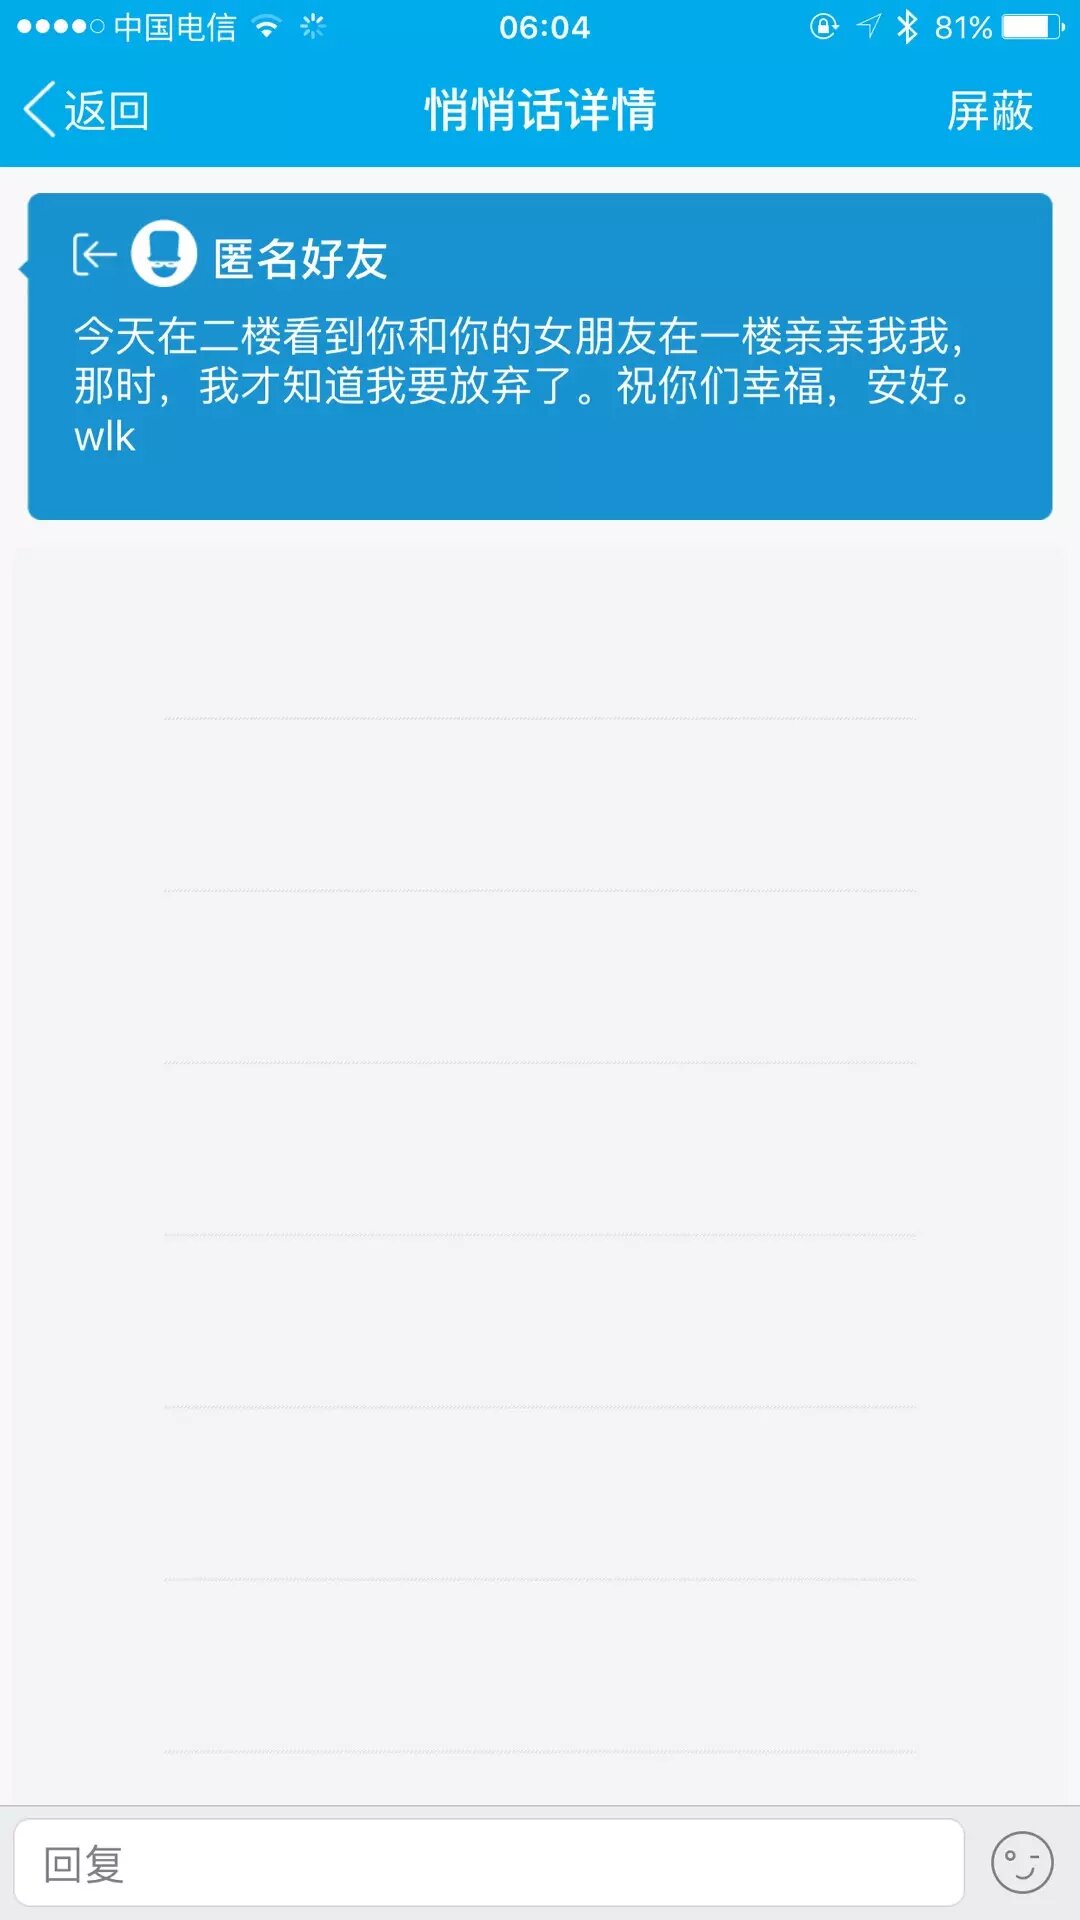 中国电信 06:04 81%
返回 悄悄话详情 屏蔽
匿名好友
今天在二楼看到你和你的女朋友在一楼亲亲我我，
那时，我才知道我要放弃了。祝你们幸福，安好。
wlk
回复